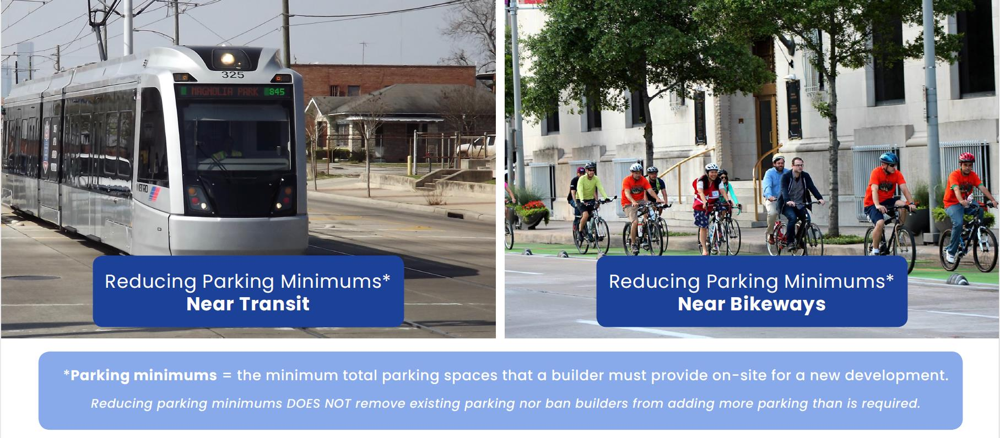 325
MAGNOLIA PARK 845
METRO
Reducing Parking Minimums*
Near Transit
Reducing Parking Minimums*
Near Bikeways
*Parking minimums = the minimum total parking spaces that a builder must provide on-site for a new development.
Reducing parking minimums DOES NOT remove existing parking nor ban builders from adding more parking than is required.